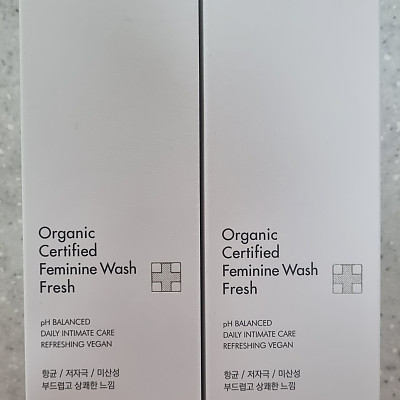 Organic
Certified
Feminine Wash
Fresh
pH BALANCED
DAILY INTIMATE CARE
REFRESHING VEGAN
항균 / 저자극 / 미산성
부드럽고 상쾌한 느낌
Organic
Certified
Feminine Wash
Fresh
pH BALANCED
DAILY INTIMATE CARE
REFRESHING VEGAN
항균 / 저자극 / 미산성
부드럽고 상쾌한 느낌